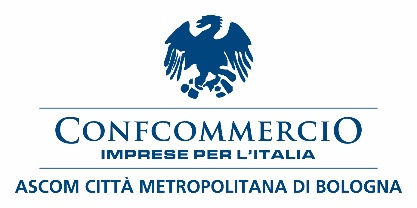 CONFCOMMERCIO
IMPRESE PER L'ITALIA
ASCOM CITTÀ METROPOLITANA DI BOLOGNA